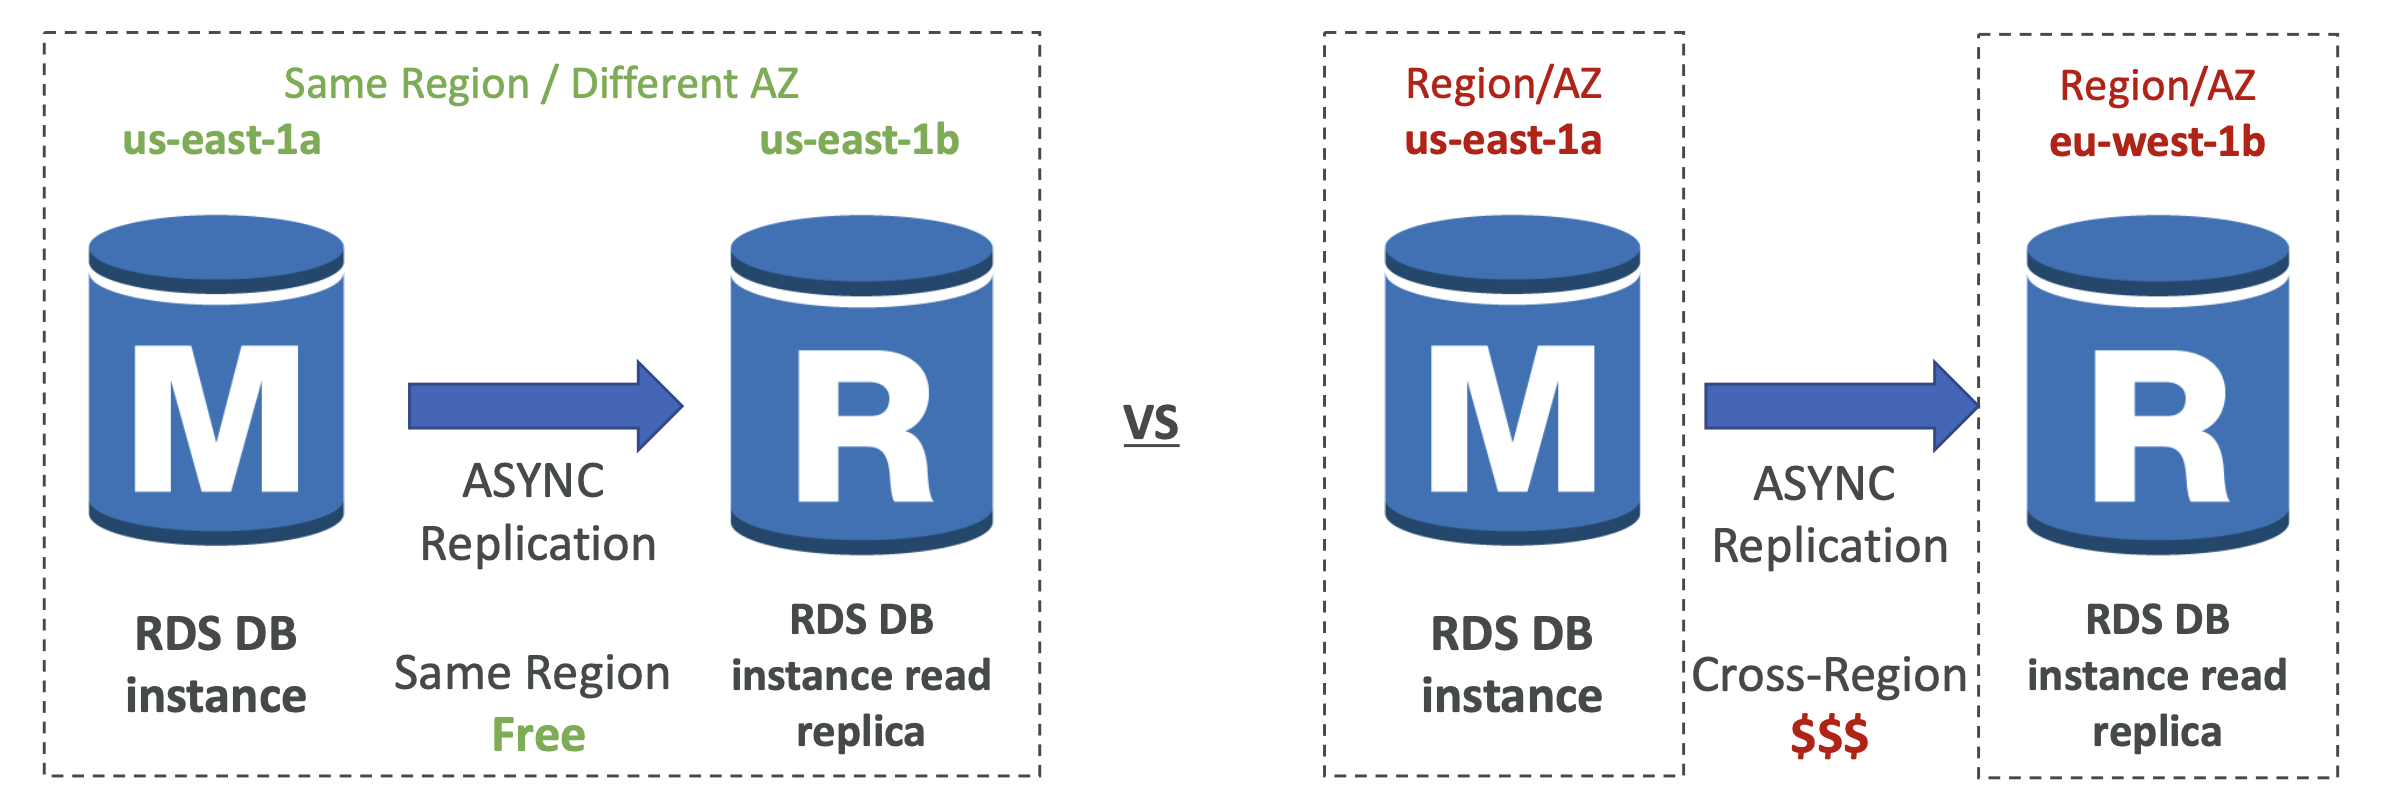 Same Region / Different AZ
us-east-1a
us-east-1b
M
R
ASYNC
Replication
RDS DB
instance
Same Region
Free
RDS DB
instance read
replica
VS
Region/AZ
us-east-1a
Region/AZ
eu-west-1b
M
R
ASYNC
Replication
RDS DB
instance
Cross-Region
$$$
RDS DB
instance read
replica